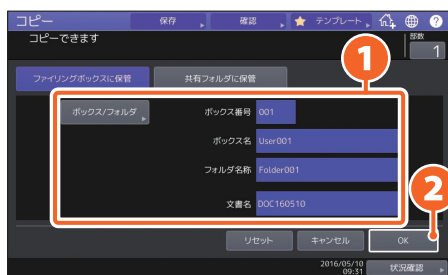 コピー 保存 確認 テンプレート ?
コピーできます 部数
1
ファイリングボックスに保管 共有フォルダに保管
1
ボックス/フォルダ ボックス番号 001
ボックス名 User001
フォルダ名称 Folder001
文書名 DOC160510
2
リセット キャンセル OK
2016/05/10
09:31 状況確認